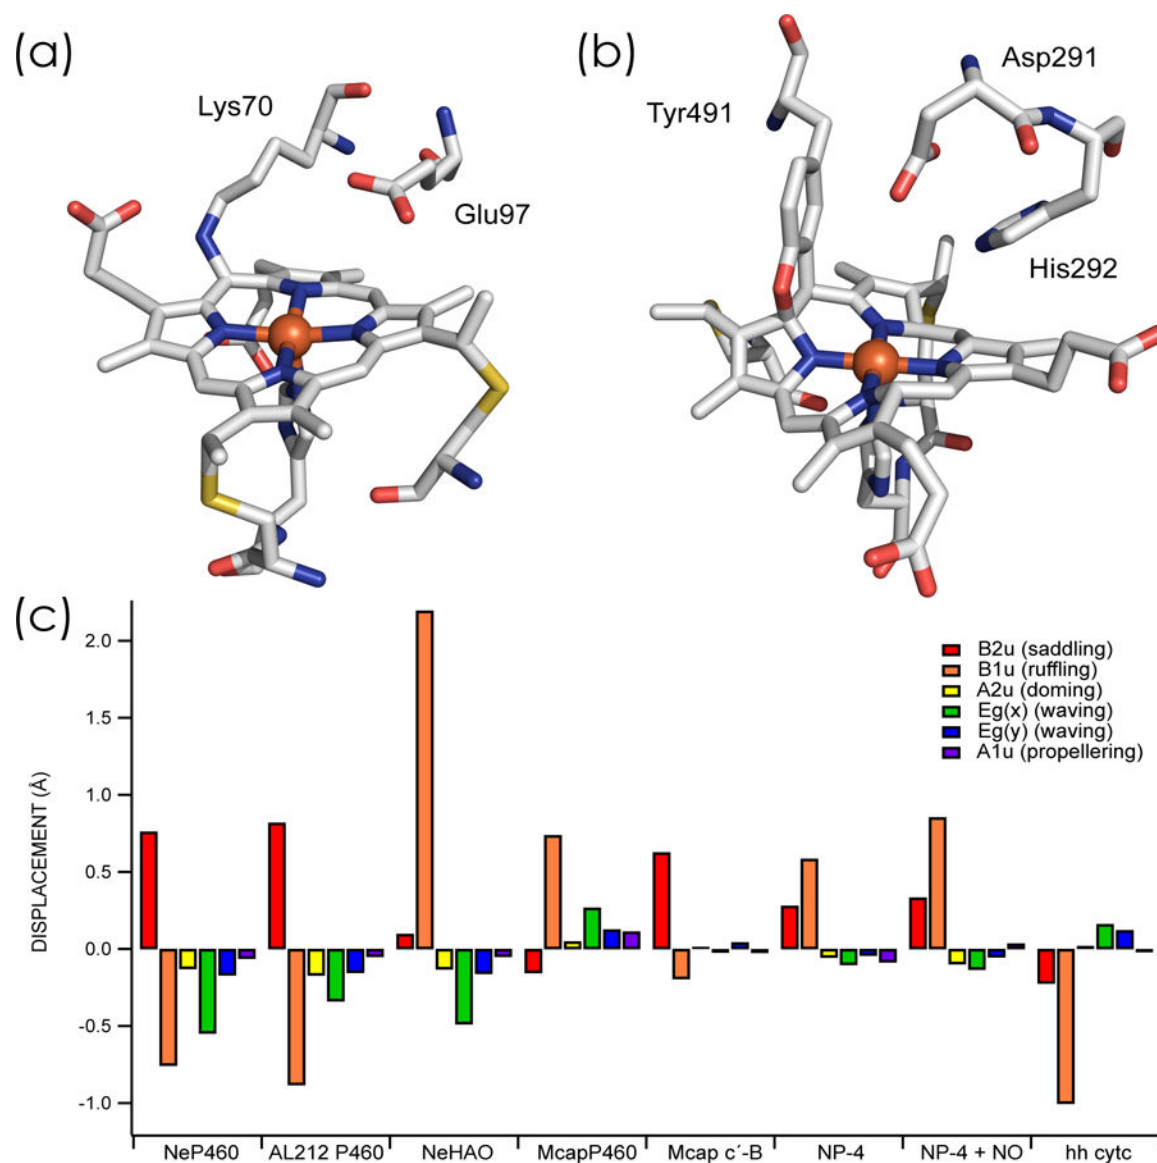 (a)
(b)
Lys70
Glu97
Tyr491
Asp291
His292
(c)
DISPLACEMENT (Å)
2.0
1.5
1.0
0.5
0.0
-0.5
-1.0
B2u (saddling)
B1u (ruffling)
A2u (doming)
Eg(x) (waving)
Eg(y) (waving)
A1u (propellering)
NeP460 AL212 P460 NeHAO McapP460 Mcap c´-B NP-4 NP-4 + NO hh cytc